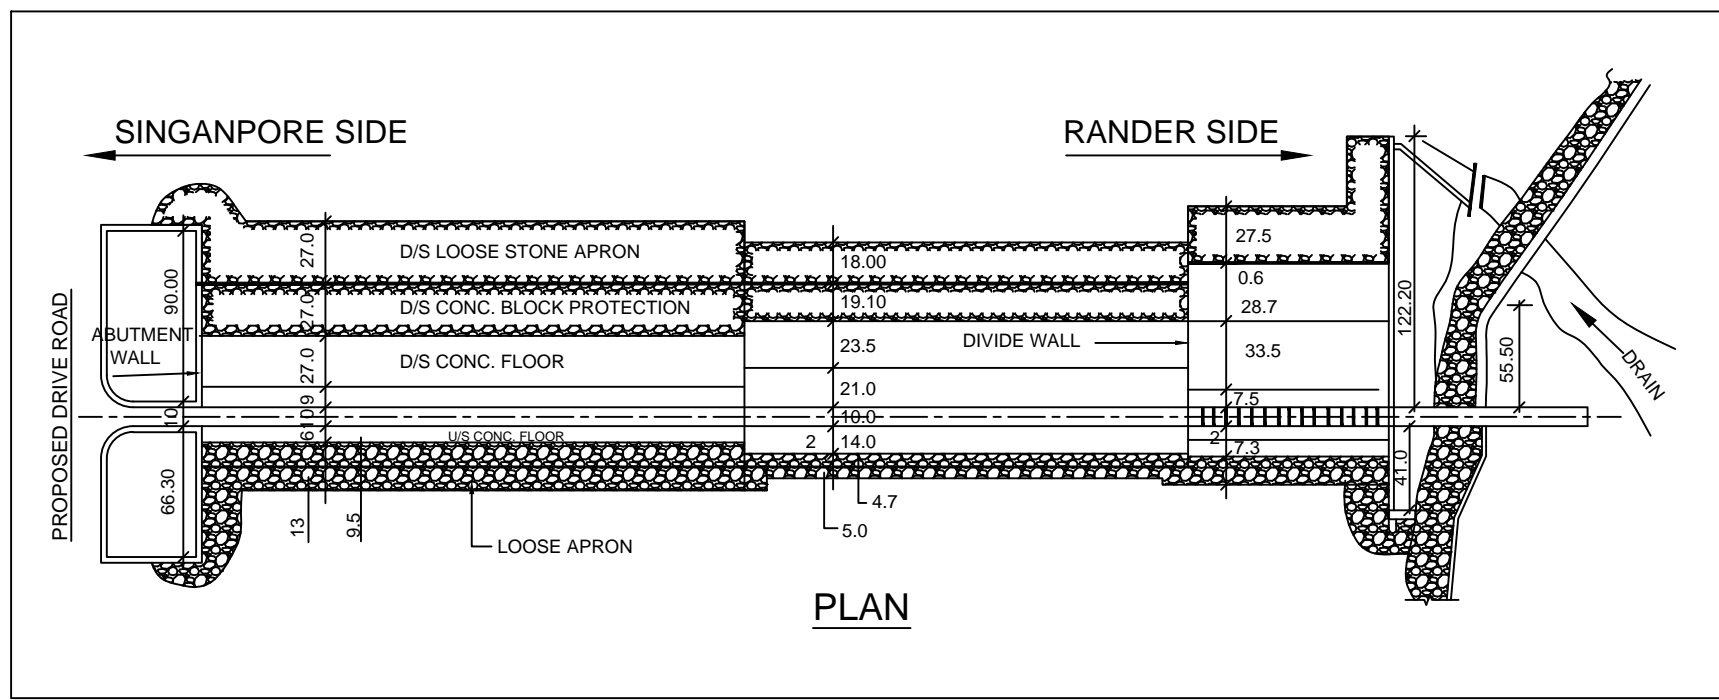 SINGANPORE SIDE
RANDER SIDE
27.0
D/S LOOSE STONE APRON
18.00
27.5
0.6
90.00
27.0
D/S CONC. BLOCK PROTECTION
19.10
28.7
122.20
PROPOSED DRIVE ROAD
ABUTMENT
WALL
27.0
D/S CONC. FLOOR
23.5
DIVIDE WALL
33.5
55.50
DRAIN
9
21.0
7.5
10
10
10.0
6
U/S CONC. FLOOR
2
14.0
2
7.3
41.0
66.30
13
9.5
4.7
5.0
LOOSE APRON
PLAN